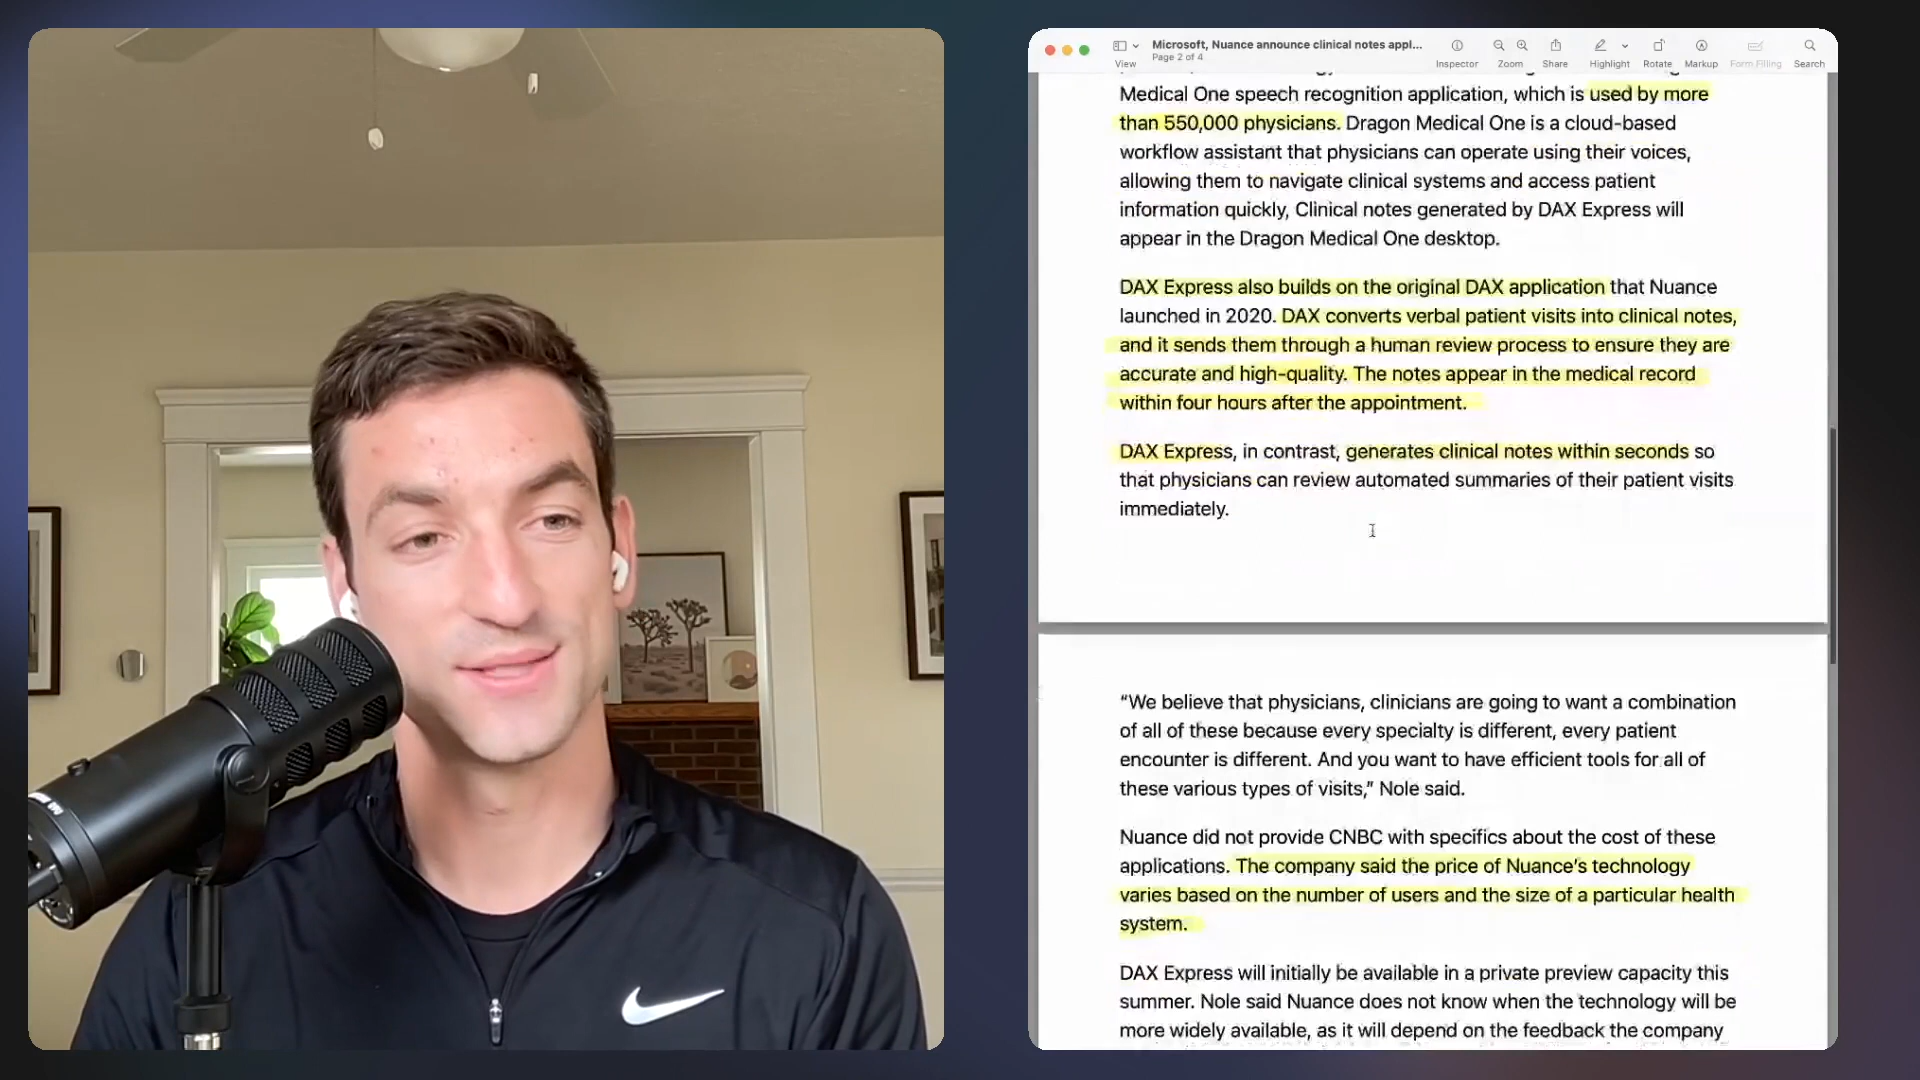 Microsoft, Nuance announce clinical notes appl...
Page 2 of 4
View
Inspector
Zoom
Share
Highlight
Rotate
Markup
Form Filling
Search
Medical One speech recognition application, which is used by more
than 550,000 physicians. Dragon Medical One is a cloud-based
workflow assistant that physicians can operate using their voices,
allowing them to navigate clinical systems and access patient
information quickly, Clinical notes generated by DAX Express will
appear in the Dragon Medical One desktop.
DAX Express also builds on the original DAX application that Nuance
launched in 2020. DAX converts verbal patient visits into clinical notes,
and it sends them through a human review process to ensure they are
accurate and high-quality. The notes appear in the medical record
within four hours after the appointment.
DAX Express, in contrast, generates clinical notes within seconds so
that physicians can review automated summaries of their patient visits
immediately.
“We believe that physicians, clinicians are going to want a combination
of all of these because every specialty is different, every patient
encounter is different. And you want to have efficient tools for all of
these various types of visits,” Nole said.
Nuance did not provide CNBC with specifics about the cost of these
applications. The company said the price of Nuance’s technology
varies based on the number of users and the size of a particular health
system.
DAX Express will initially be available in a private preview capacity this
summer. Nole said Nuance does not know when the technology will be
more widely available, as it will depend on the feedback the company